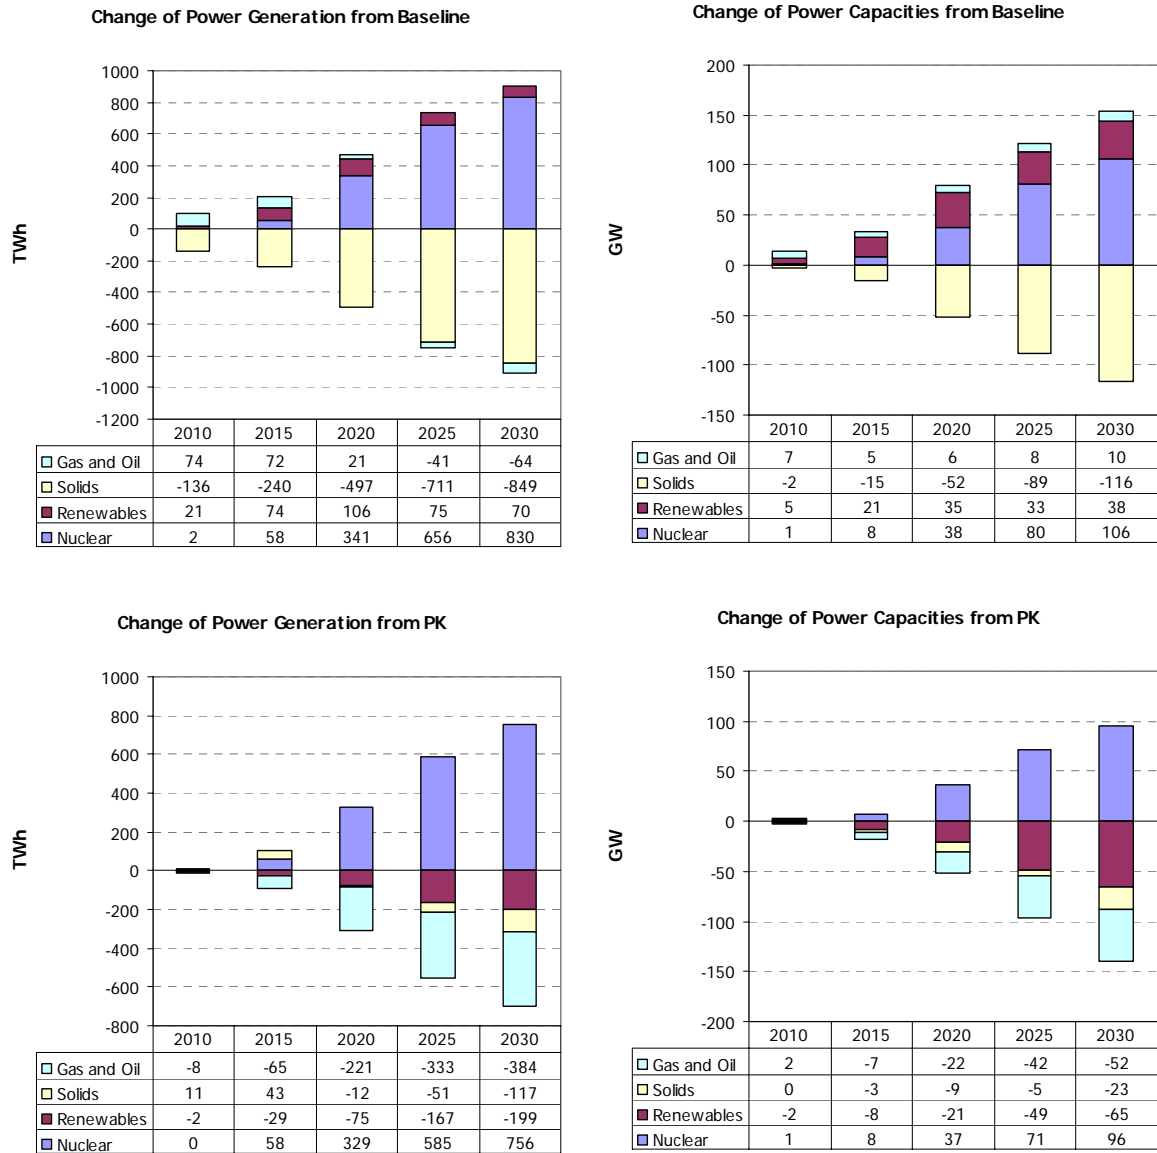 Change of Power Generation from Baseline
TWh
1000
800
600
400
200
0
-200
-400
-600
-800
-1000
-1200
2010 2015 2020 2025 2030
Gas and Oil 74 72 21 -41 -64
Solids -136 -240 -497 -711 -849
Renewables 21 74 106 75 70
Nuclear 2 58 341 656 830
Change of Power Capacities from Baseline
GW
200
150
100
50
0
-50
-100
-150
2010 2015 2020 2025 2030
Gas and Oil 7 5 6 8 10
Solids -2 -15 -52 -89 -116
Renewables 5 21 35 33 38
Nuclear 1 8 38 80 106
Change of Power Generation from PK
TWh
1000
800
600
400
200
0
-200
-400
-600
-800
2010 2015 2020 2025 2030
Gas and Oil -8 -65 -221 -333 -384
Solids 11 43 -12 -51 -117
Renewables -2 -29 -75 -167 -199
Nuclear 0 58 329 585 756
Change of Power Capacities from PK
GW
150
100
50
0
-50
-100
-150
-200
2010 2015 2020 2025 2030
Gas and Oil 2 -7 -22 -42 -52
Solids 0 -3 -9 -5 -23
Renewables -2 -8 -21 -49 -65
Nuclear 1 8 37 71 96